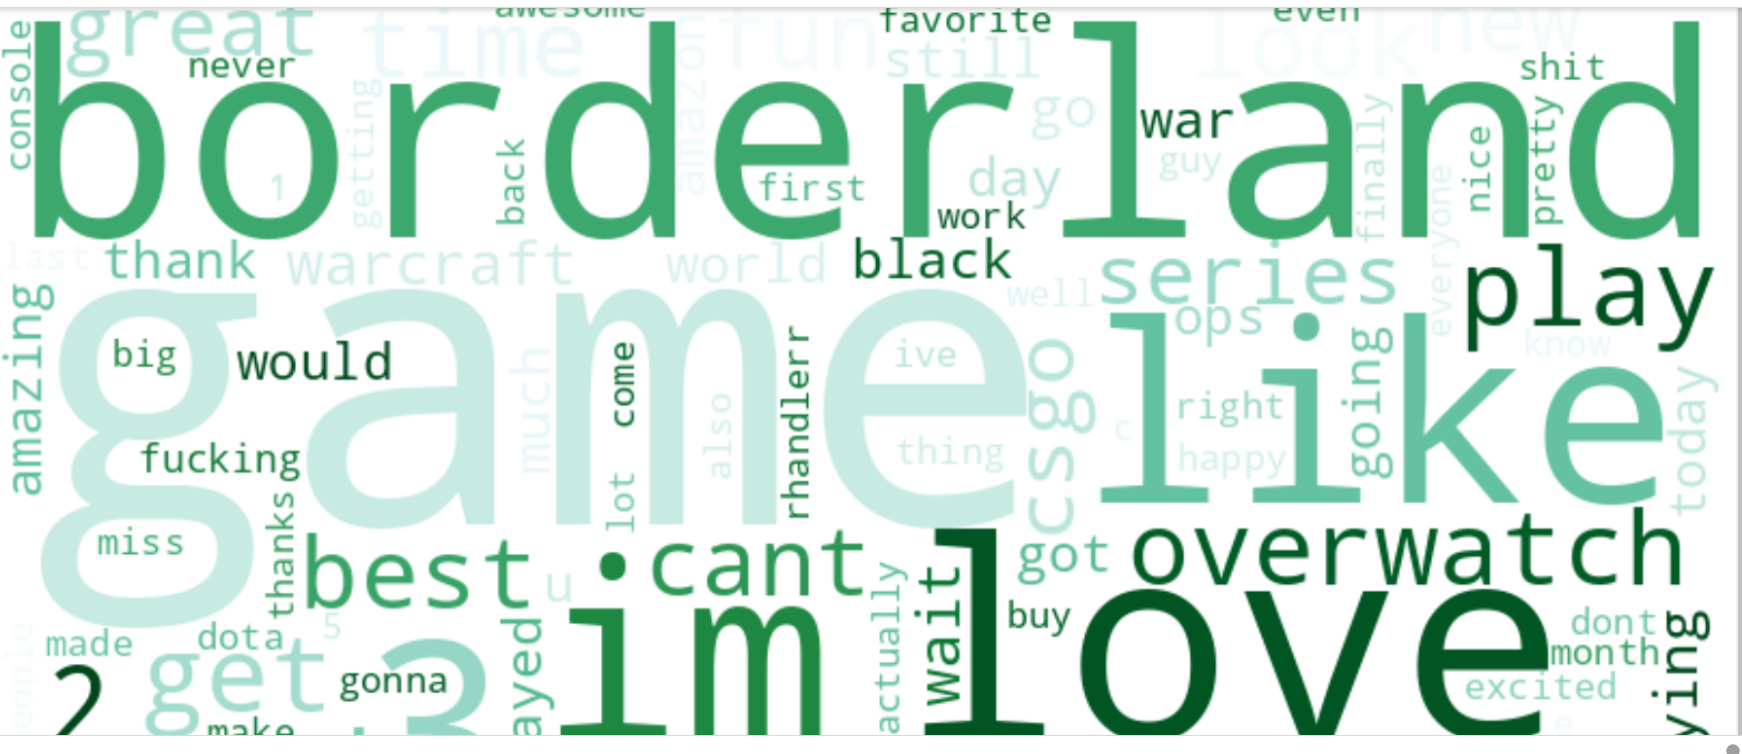 awesome
favorite
even
console
great
time
amazon
fun
still
look
new
never
shit
borderland
getting
go
war
finally
nice
pretty
back
1
first
day
guy
work
everyone
last
thank
warcraft
world
black
well
series
play
amazing
game
big
would
much
come
also
rhandlerr
ive
csgo
ops
like
right
going
know
today
c
happy
thing
fucking
lot
thanks
miss
best
u
cant
got
overwatch
im
love
wait
buy
actually
dont
month
excited
ying
e
people
made
dota
5
get
gonna
3
ayed
2
make